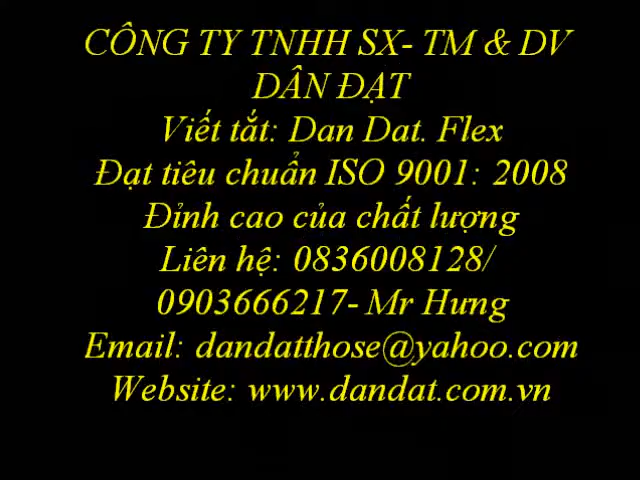 CÔNG TY TNHH SX- TM & DV
DÂN ĐẠT
Viết tắt: Dan Dat. Flex
Đạt tiêu chuẩn ISO 9001: 2008
Đỉnh cao của chất lượng
Liên hệ: 0836008128/
0903666217- Mr Hưng
Email: dandatthose@yahoo.com
Website: www.dandat.com.vn